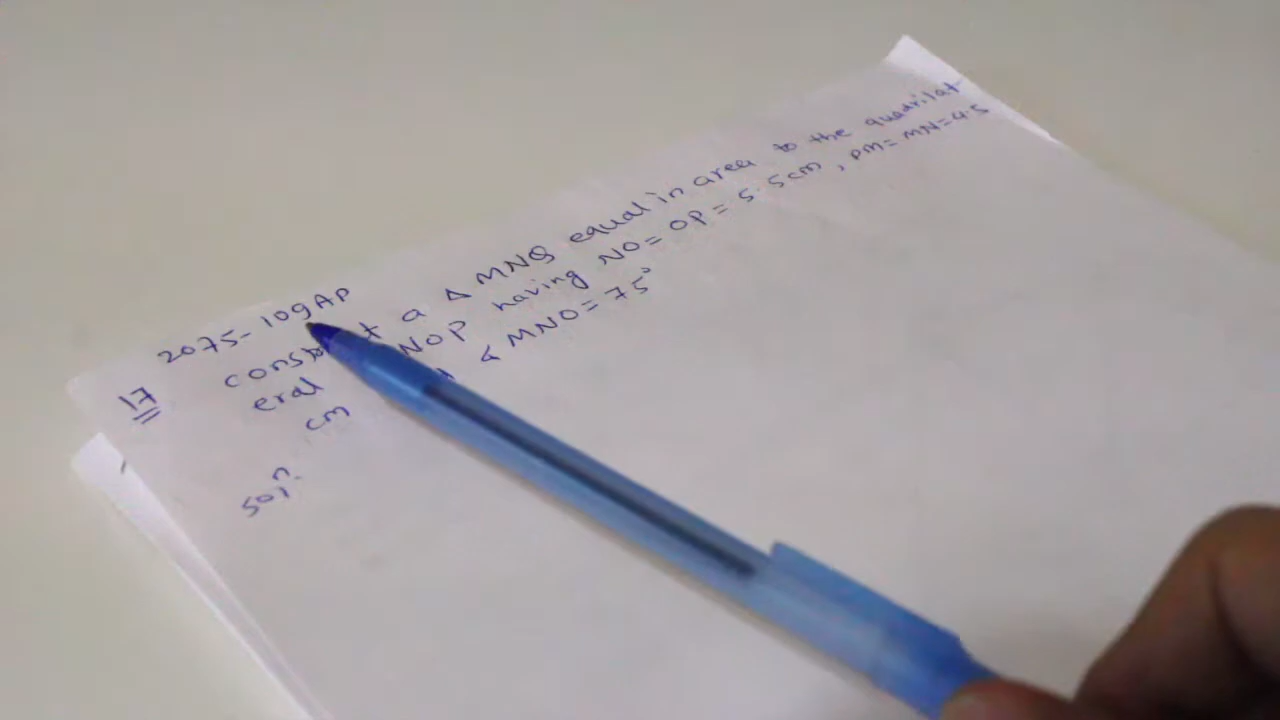 2075-109AP
17 const t a △ MNQ equal in area to the quadrilat
eral NOP having NO= OP= 5.5cm, PM= MN=4.5
cm ∡ MNO= 75°
soln.